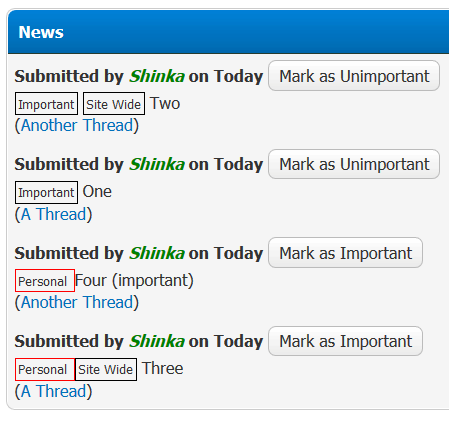 News
Submitted by Shinka on Today Mark as Unimportant
Important Site Wide Two
(Another Thread)
Submitted by Shinka on Today Mark as Unimportant
Important One
(A Thread)
Submitted by Shinka on Today Mark as Important
Personal Four (important)
(Another Thread)
Submitted by Shinka on Today Mark as Important
Personal Site Wide Three
(A Thread)